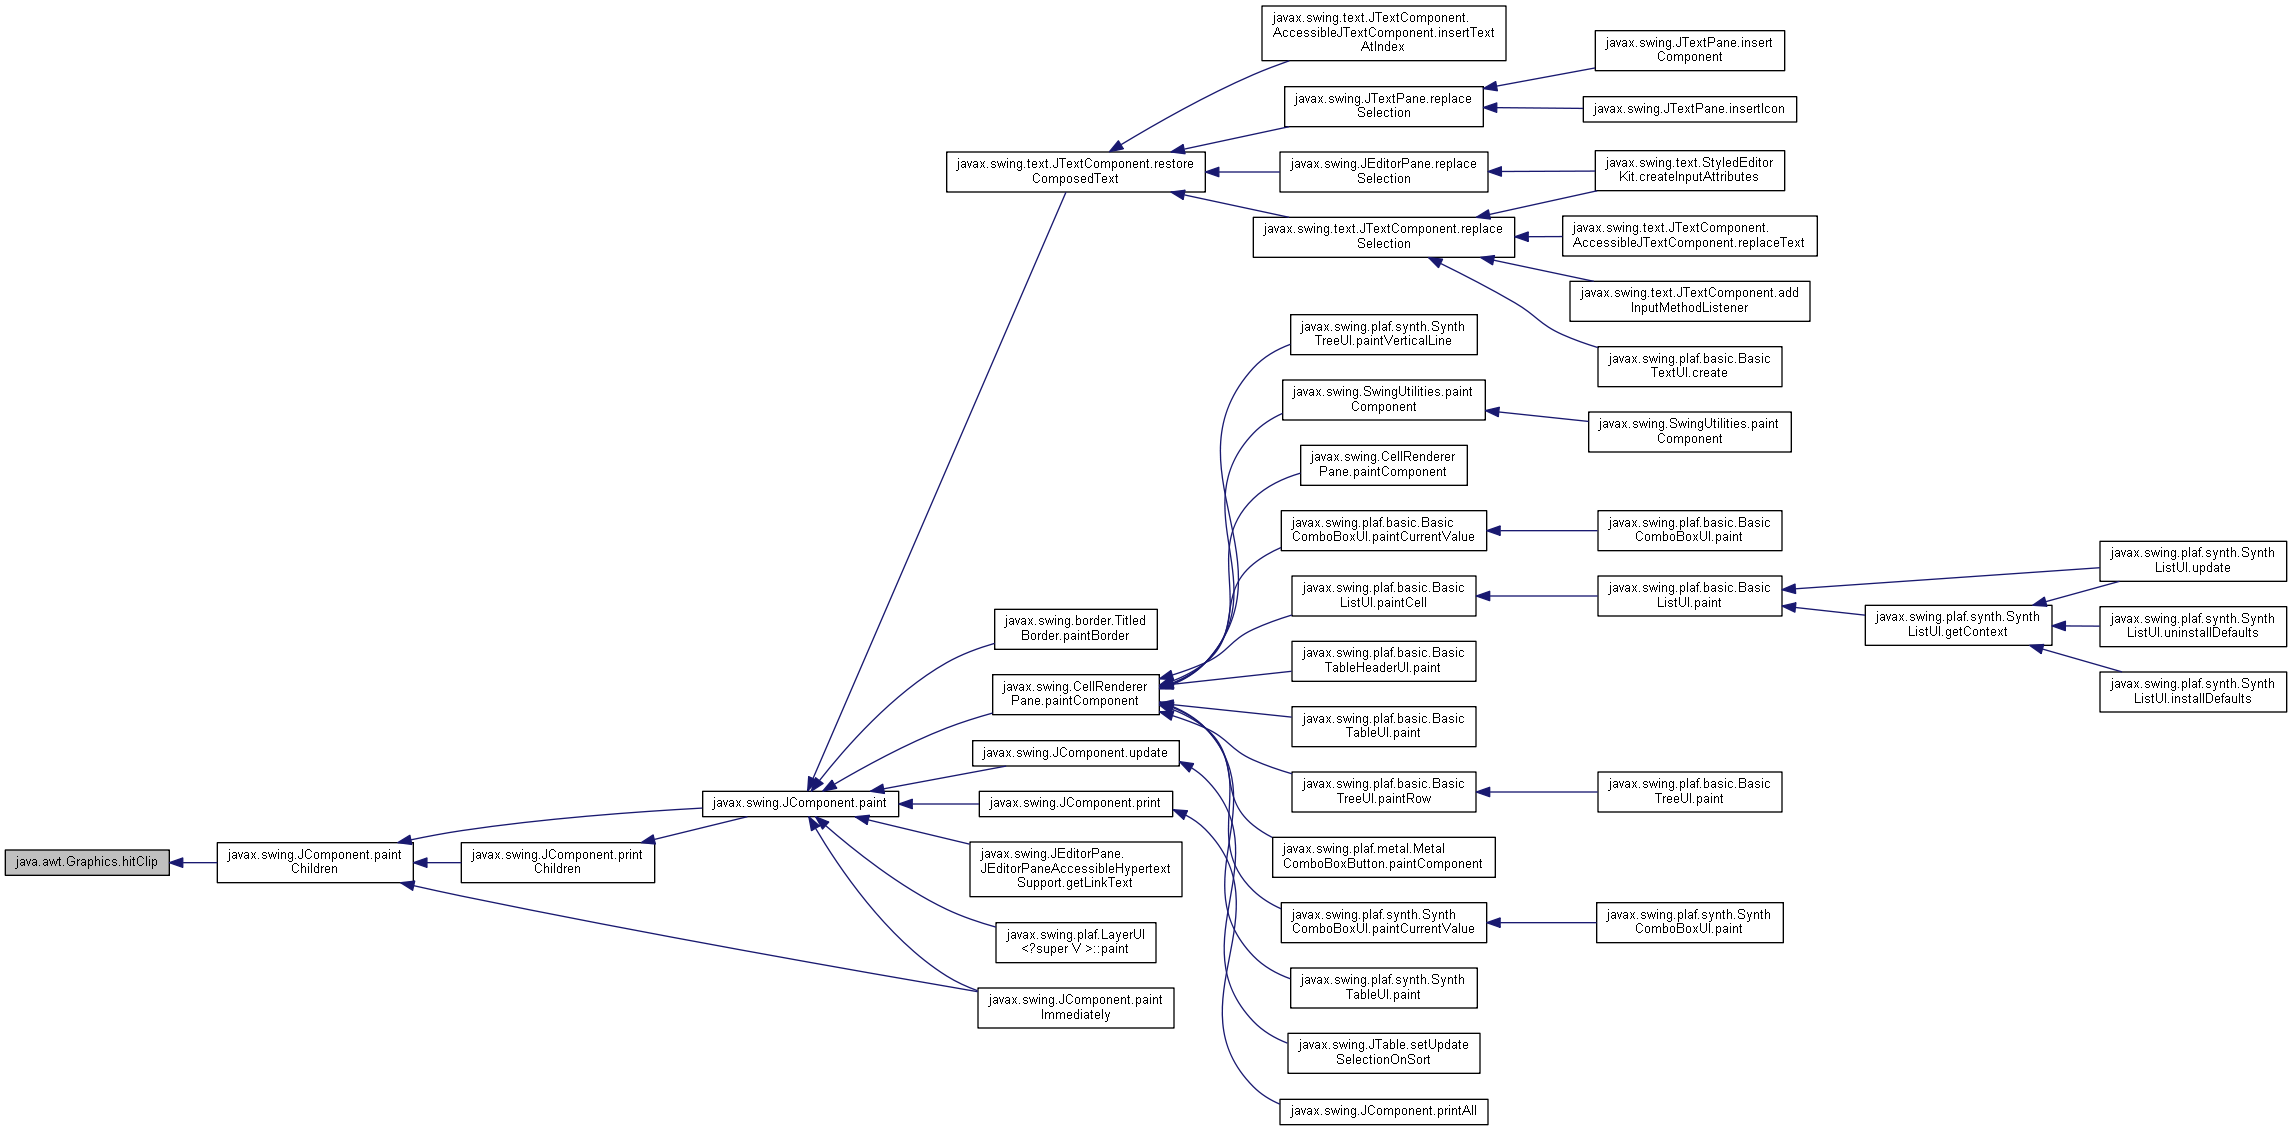 java.awt.Graphics.hitClip
javax.swing.JComponent.paint
Children
javax.swing.JComponent.print
Children
javax.swing.JComponent.paint
javax.swing.text.JTextComponent.restore
ComposedText
javax.swing.border.Titled
Border.paintBorder
javax.swing.CellRenderer
Pane.paintComponent
javax.swing.JComponent.update
javax.swing.JComponent.print
javax.swing.JEditorPane.
JEditorPaneAccessibleHypertext
Support.getLinkText
javax.swing.plaf.LayerUI
<?super V >::paint
javax.swing.JComponent.paint
Immediately
javax.swing.text.JTextComponent.
AccessibleJTextComponent.insertText
AtIndex
javax.swing.JTextPane.replace
Selection
javax.swing.JEditorPane.replace
Selection
javax.swing.text.JTextComponent.replace
Selection
javax.swing.plaf.synth.Synth
TreeUI.paintVerticalLine
javax.swing.SwingUtilities.paint
Component
javax.swing.CellRenderer
Pane.paintComponent
javax.swing.plaf.basic.Basic
ComboBoxUI.paintCurrentValue
javax.swing.plaf.basic.Basic
ListUI.paintCell
javax.swing.plaf.basic.Basic
TableHeaderUI.paint
javax.swing.plaf.basic.Basic
TableUI.paint
javax.swing.plaf.basic.Basic
TreeUI.paintRow
javax.swing.plaf.metal.Metal
ComboBoxButton.paintComponent
javax.swing.plaf.synth.Synth
ComboBoxUI.paintCurrentValue
javax.swing.plaf.synth.Synth
TableUI.paint
javax.swing.JTable.setUpdate
SelectionOnSort
javax.swing.JComponent.printAll
javax.swing.JTextPane.insert
Component
javax.swing.JTextPane.insertIcon
javax.swing.text.StyledEditor
Kit.createInputAttributes
javax.swing.text.JTextComponent.
AccessibleJTextComponent.replaceText
javax.swing.text.JTextComponent.add
InputMethodListener
javax.swing.plaf.basic.Basic
TextUI.create
javax.swing.SwingUtilities.paint
Component
javax.swing.plaf.basic.Basic
ComboBoxUI.paint
javax.swing.plaf.basic.Basic
ListUI.paint
javax.swing.plaf.basic.Basic
TreeUI.paint
javax.swing.plaf.synth.Synth
ComboBoxUI.paint
javax.swing.plaf.synth.Synth
ListUI.getContext
javax.swing.plaf.synth.Synth
ListUI.update
javax.swing.plaf.synth.Synth
ListUI.uninstallDefaults
javax.swing.plaf.synth.Synth
ListUI.installDefaults